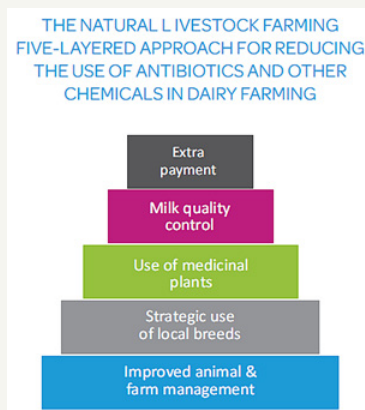 THE NATURAL L IVESTOCK FARMING
FIVE-LAYERED APPROACH FOR REDUCING
THE USE OF ANTIBIOTICS AND OTHER
CHEMICALS IN DAIRY FARMING
Extra
payment
Milk quality
control
Use of medicinal
plants
Strategic use
of local breeds
Improved animal &
farm management